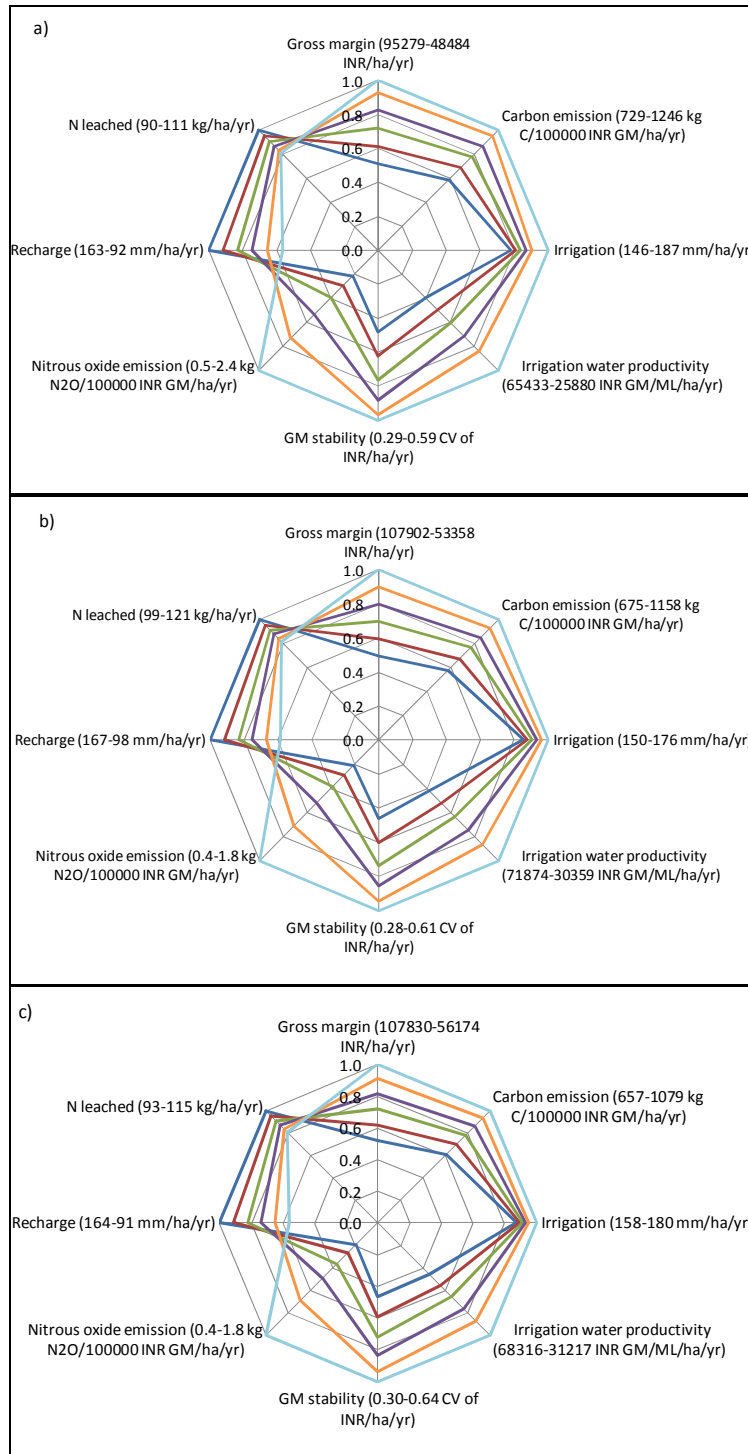 a)
Gross margin (95279-48484
INR/ha/yr)
1.0
0.8
0.6
0.4
0.2
0.0
Carbon emission (729-1246 kg
C/100000 INR GM/ha/yr)
Irrigation (146-187 mm/ha/yr)
Irrigation water productivity
(65433-25880 INR GM/ML/ha/yr)
GM stability (0.29-0.59 CV of
INR/ha/yr)
Nitrous oxide emission (0.5-2.4 kg
N2O/100000 INR GM/ha/yr)
Recharge (163-92 mm/ha/yr)
N leached (90-111 kg/ha/yr)
b)
Gross margin (107902-53358
INR/ha/yr)
1.0
0.8
0.6
0.4
0.2
0.0
Carbon emission (675-1158 kg
C/100000 INR GM/ha/yr)
Irrigation (150-176 mm/ha/yr)
Irrigation water productivity
(71874-30359 INR GM/ML/ha/yr)
GM stability (0.28-0.61 CV of
INR/ha/yr)
Nitrous oxide emission (0.4-1.8 kg
N2O/100000 INR GM/ha/yr)
Recharge (167-98 mm/ha/yr)
N leached (99-121 kg/ha/yr)
c)
Gross margin (107830-56174
INR/ha/yr)
1.0
0.8
0.6
0.4
0.2
0.0
Carbon emission (657-1079 kg
C/100000 INR GM/ha/yr)
Irrigation (158-180 mm/ha/yr)
Irrigation water productivity
(68316-31217 INR GM/ML/ha/yr)
GM stability (0.30-0.64 CV of
INR/ha/yr)
Nitrous oxide emission (0.4-1.8 kg
N2O/100000 INR GM/ha/yr)
Recharge (164-91 mm/ha/yr)
N leached (93-115 kg/ha/yr)